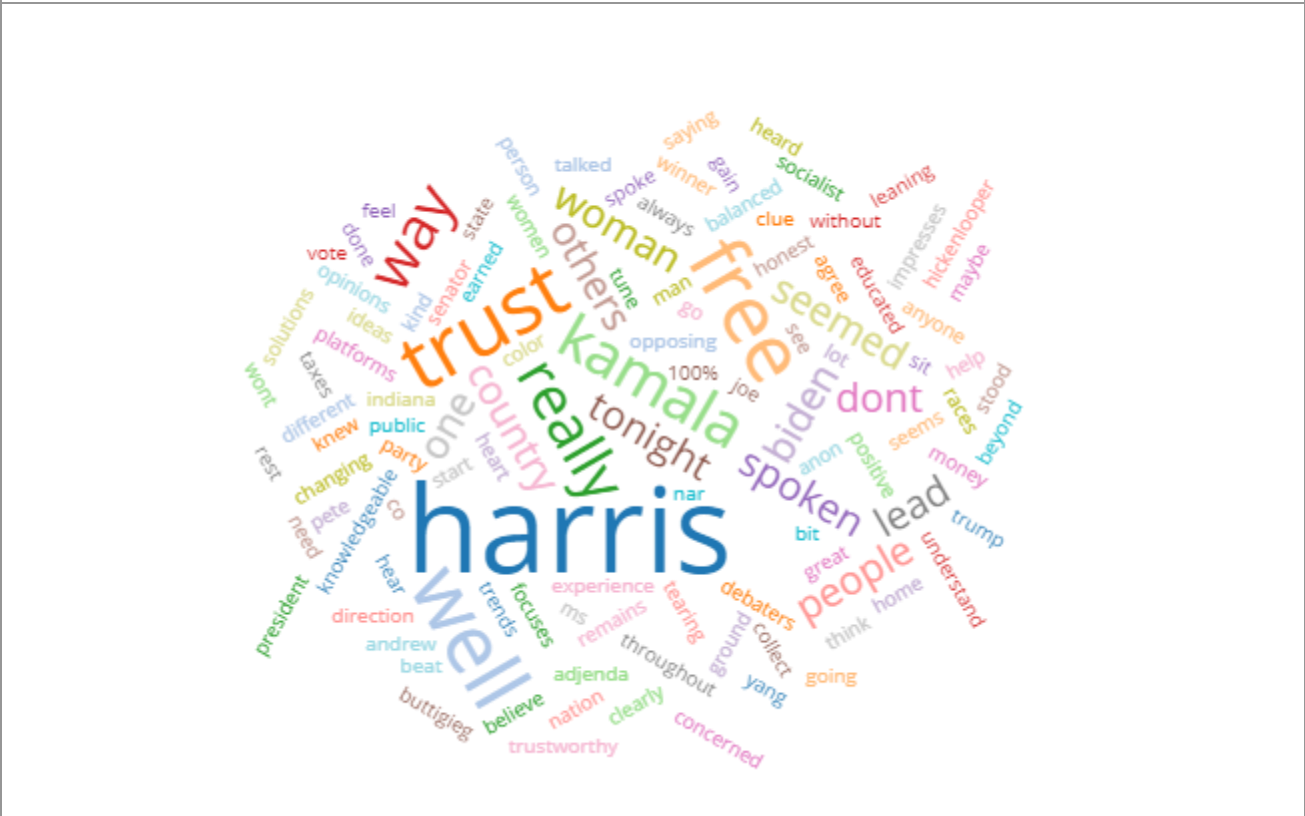 saying
heard
person
talked
winner
gain
socialist
leaning
spoke
feel
way
state
women
woman
always
balanced
clue
without
impresses
hickenlooper
done
vote
others
free
honest
agree
educated
maybe
opinions
kind
senator
earned
trust
tune
man
go
seemed
anyone
solutions
ideas
platforms
color
kamala
opposing
see
lot
sit
help
wont
taxes
country
really
100%
joe
biden
dont
races
stood
different
indiana
one
tonight
seems
beyond
knew
public
party
heart
spoken
anon
positive
money
rest
changing
start
harris
nar
lead
pete
co
knowledgeable
need
bit
trump
hear
well
great
people
understand
president
trends
focuses
experience
tearing
debaters
home
direction
ms
remains
think
andrew
throughout
ground
collect
beat
adjenda
yang
going
buttigieg
believe
nation
clearly
concerned
trustworthy